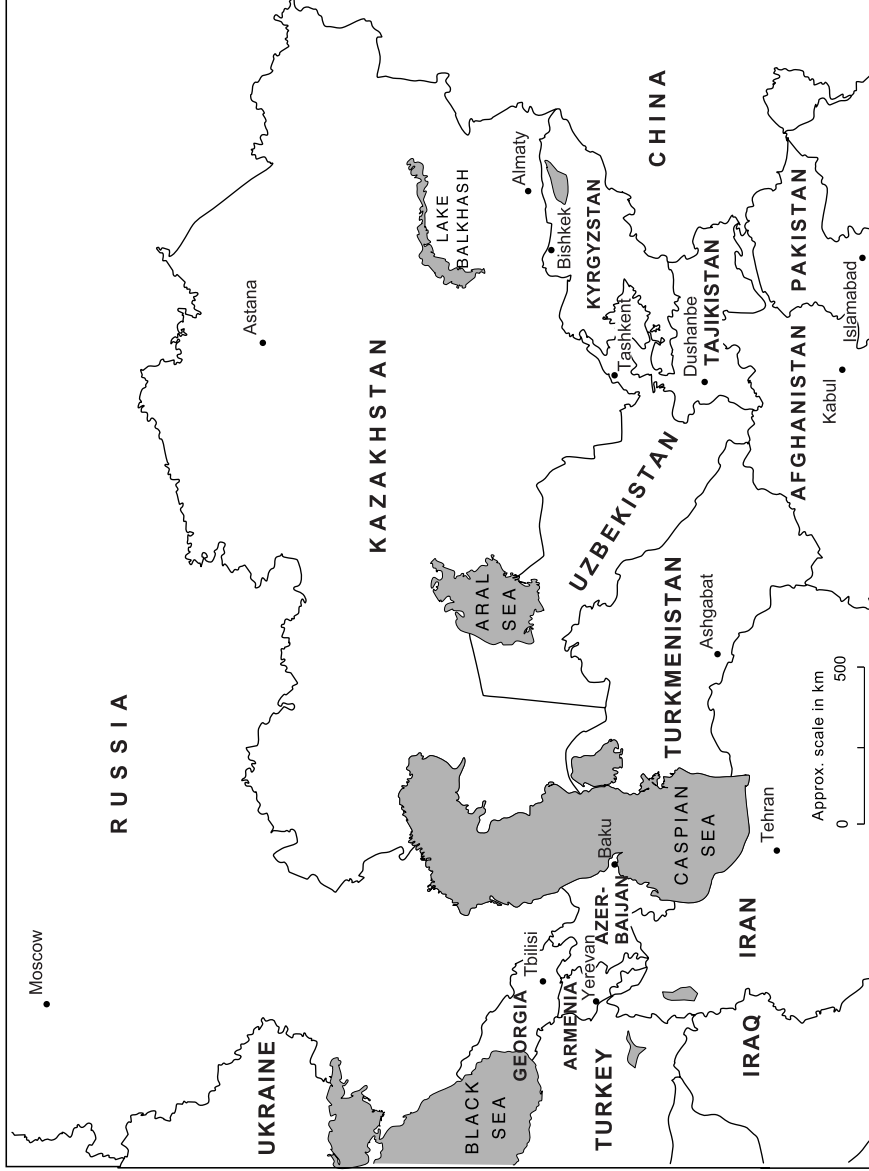 Moscow
RUSSIA
UKRAINE
Astana
KAZAKHSTAN
LAKE
BALKHASH
Almaty
Bishkek
KYRGYZSTAN
CHINA
ARAL
SEA
UZBEKISTAN
Tashkent
Dushanbe
TAJIKISTAN
BLACK
SEA
GEORGIA
Tbilisi
ARMENIA
Yerevan
AZER-
BAIJAN
Baku
CASPIAN
SEA
TURKMENISTAN
Ashgabat
TURKEY
IRAQ
IRAN
Tehran
AFGHANISTAN
Kabul
PAKISTAN
Islamabad
Approx. scale in km
0 500